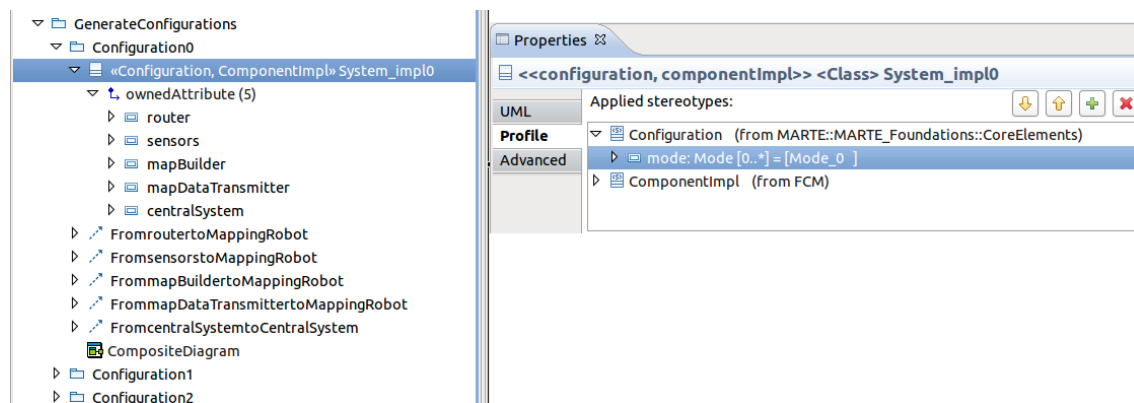 GenerateConfigurations
Configuration0
«Configuration, ComponentImpl» System_impl0
ownedAttribute (5)
router
sensors
mapBuilder
mapDataTransmitter
centralSystem
FromroutertoMappingRobot
FromsensorstoMappingRobot
FrommapBuildertoMappingRobot
FrommapDataTransmittertoMappingRobot
FromcentralSystemtoCentralSystem
CompositeDiagram
Configuration1
Configuration2
Properties
<<configuration, componentImpl>> <Class> System_impl0
UML
Profile
Advanced
Applied stereotypes:
Configuration (from MARTE::MARTE_Foundations::CoreElements)
mode: Mode [0..*] = [Mode_0 ]
ComponentImpl (from FCM)